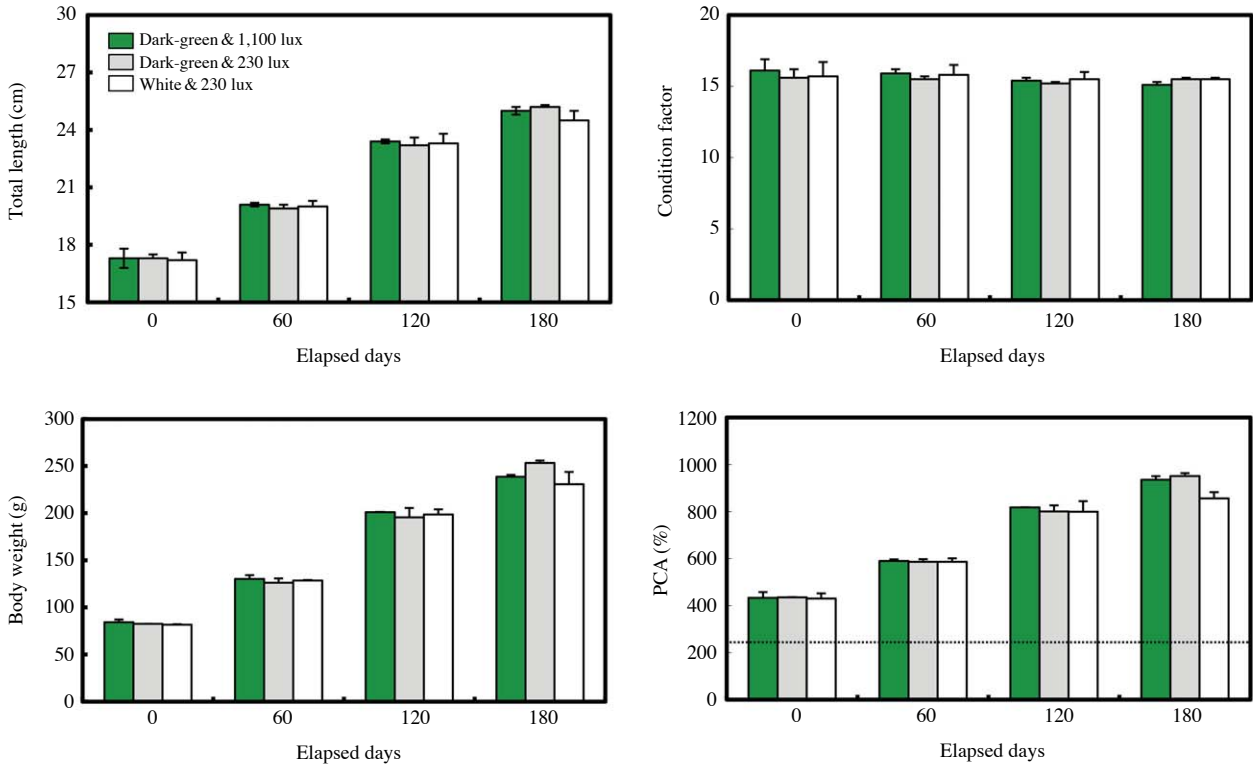 Total length (cm)
30
27
24
21
18
15
Dark-green & 1,100 lux
Dark-green & 230 lux
White & 230 lux
0 60 120 180
Elapsed days
Condition factor
20
15
10
5
0
0 60 120 180
Elapsed days
Body weight (g)
300
250
200
150
100
50
0
0 60 120 180
Elapsed days
PCA (%)
1200
1000
800
600
400
200
0
0 60 120 180
Elapsed days